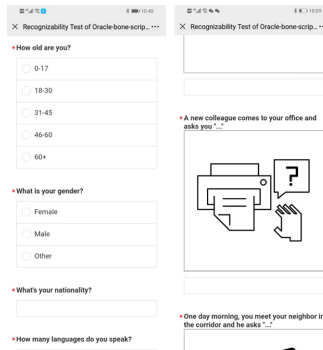 10:40
Recognizability Test of Oracle-bone-scrip...
* How old are you?
0-17
18-30
31-45
46-60
60+
* What is your gender?
Female
Male
Other
* What's your nationality?
* How many languages do you speak?
Recognizability Test of Oracle-bone-scrip...
* A new colleague comes to your office and
asks you "..."
?
* One day morning, you meet your neighbor in
the corridor and he asks "..."